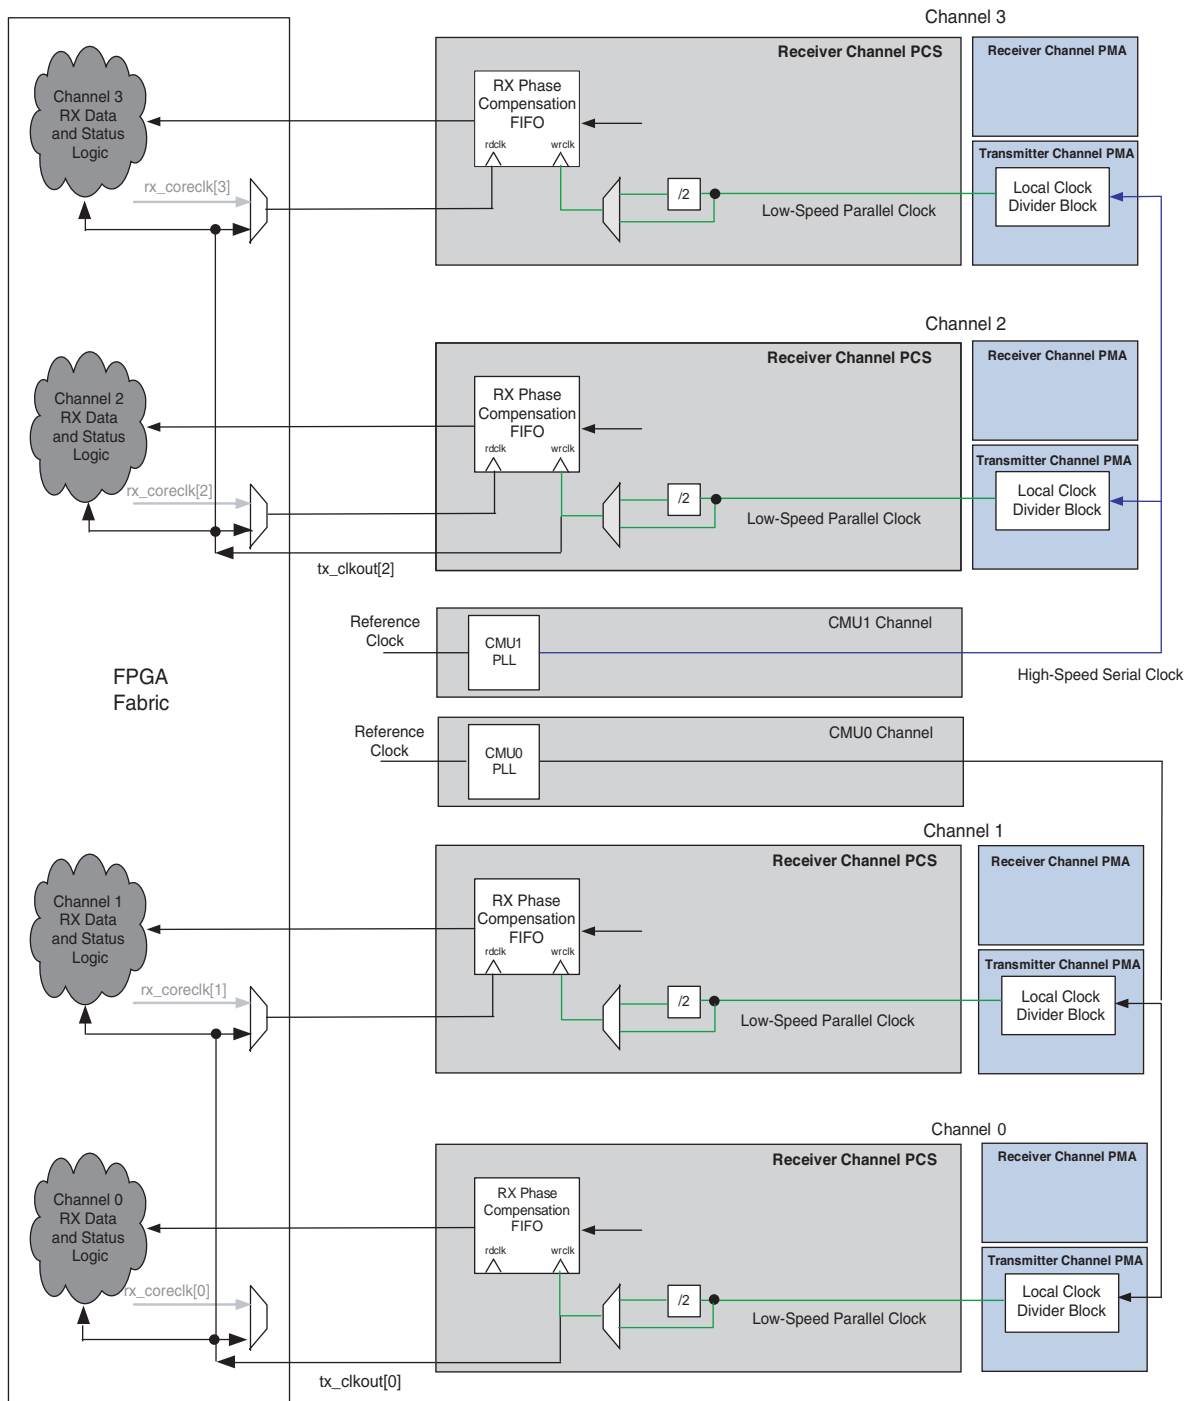 Channel 3
Receiver Channel PCS
Receiver Channel PMA
Channel 3
RX Data
and Status
Logic
RX Phase
Compensation
FIFO
rdclk
wrclk
Transmitter Channel PMA
rx_coreclk[3]
/2
Low-Speed Parallel Clock
Local Clock
Divider Block
Channel 2
Receiver Channel PCS
Receiver Channel PMA
Channel 2
RX Data
and Status
Logic
RX Phase
Compensation
FIFO
rdclk
wrclk
Transmitter Channel PMA
rx_coreclk[2]
/2
Low-Speed Parallel Clock
Local Clock
Divider Block
tx_clkout[2]
Reference
Clock
CMU1
PLL
CMU1 Channel
High-Speed Serial Clock
FPGA
Fabric
Reference
Clock
CMU0
PLL
CMU0 Channel
Channel 1
Receiver Channel PCS
Receiver Channel PMA
Channel 1
RX Data
and Status
Logic
RX Phase
Compensation
FIFO
rdclk
wrclk
Transmitter Channel PMA
rx_coreclk[1]
/2
Low-Speed Parallel Clock
Local Clock
Divider Block
Channel 0
Receiver Channel PCS
Receiver Channel PMA
Channel 0
RX Data
and Status
Logic
RX Phase
Compensation
FIFO
rdclk
wrclk
Transmitter Channel PMA
rx_coreclk[0]
/2
Low-Speed Parallel Clock
Local Clock
Divider Block
tx_clkout[0]